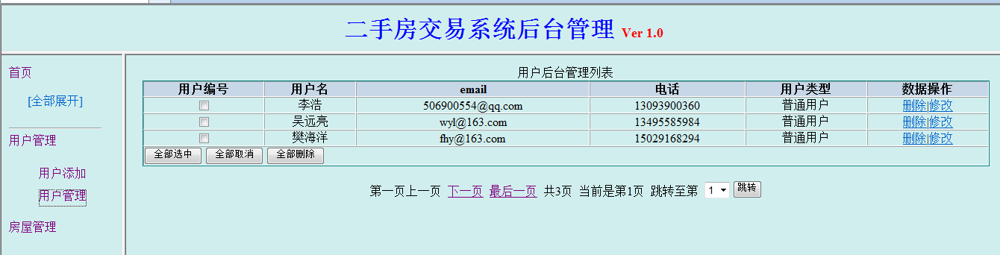 二手房交易系统后台管理 Ver 1.0
首页
[全部展开]
用户管理
用户添加
用户管理
房屋管理
用户后台管理列表
用户编号 用户名 email 电话 用户类型 数据操作
李浩 506900554@qq.com 13093900360 普通用户 删除|修改
吴远亮 wyl@163.com 13495585984 普通用户 删除|修改
樊海洋 fhy@163.com 15029168294 普通用户 删除|修改
全部选中 全部取消 全部删除
第一页上一页 下一页 最后一页 共3页 当前是第1页 跳转至第 1 跳转